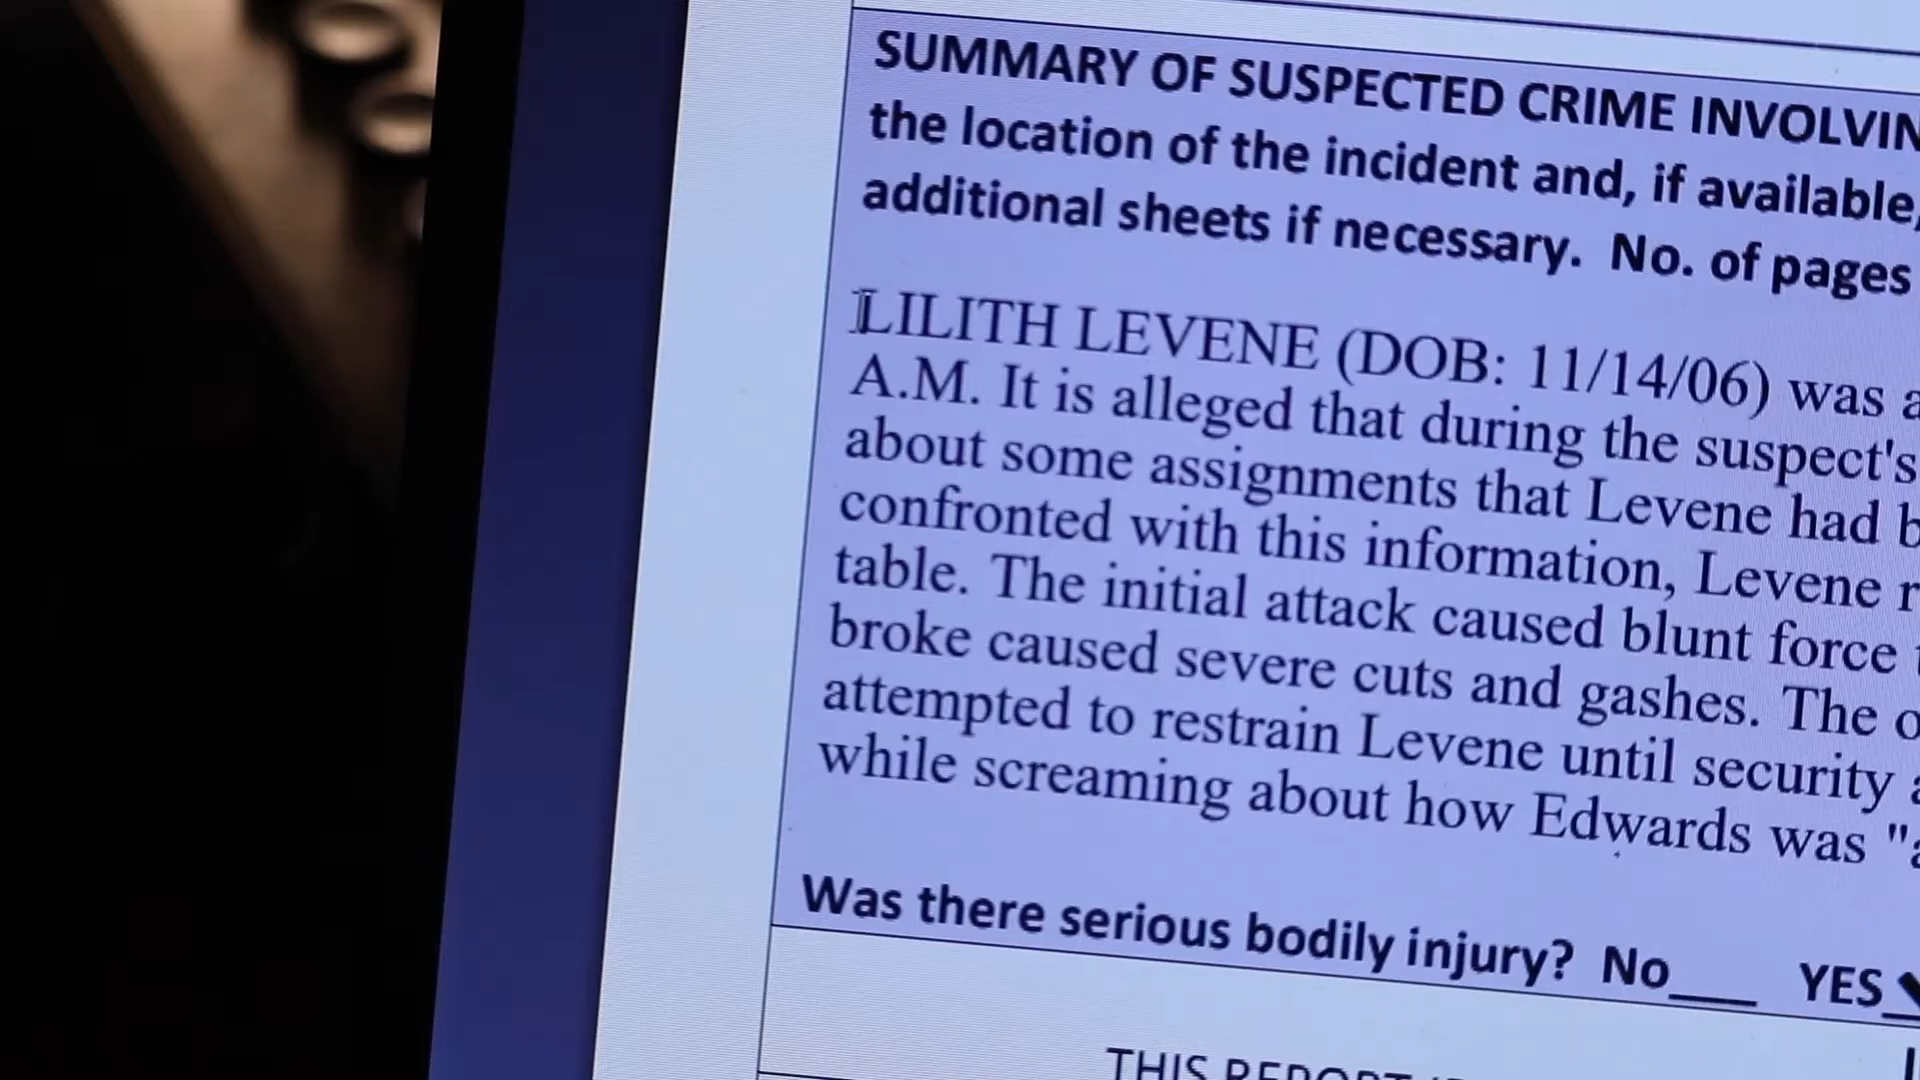 SUMMARY OF SUSPECTED CRIME INVOLVIN
the location of the incident and, if available,
additional sheets if necessary. No. of pages
LILITH LEVENE (DOB: 11/14/06) was a
A.M. It is alleged that during the suspect's
about some assignments that Levene had b
confronted with this information, Levene r
table. The initial attack caused blunt force t
broke caused severe cuts and gashes. The o
attempted to restrain Levene until security a
while screaming about how Edwards was "a
Was there serious bodily injury? No___ YES
THIS REPORT